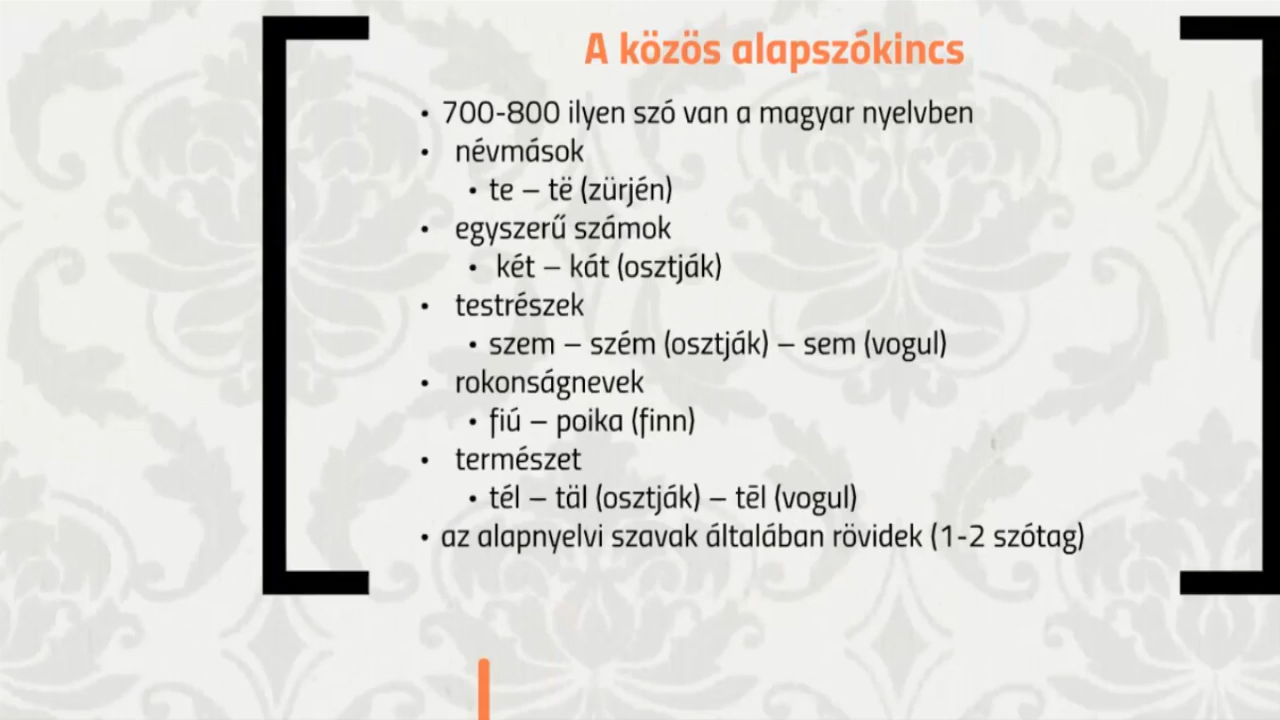 A közös alapszókincs
• 700-800 ilyen szó van a magyar nyelvben
• névmások
• te – të (zürjén)
• egyszerű számok
• két – kát (osztják)
• testrészek
• szem – szém (osztják) – sem (vogul)
• rokonságnevek
• fiú – poika (finn)
• természet
• tél – täl (osztják) – tēl (vogul)
• az alapnyelvi szavak általában rövidek (1-2 szótag)